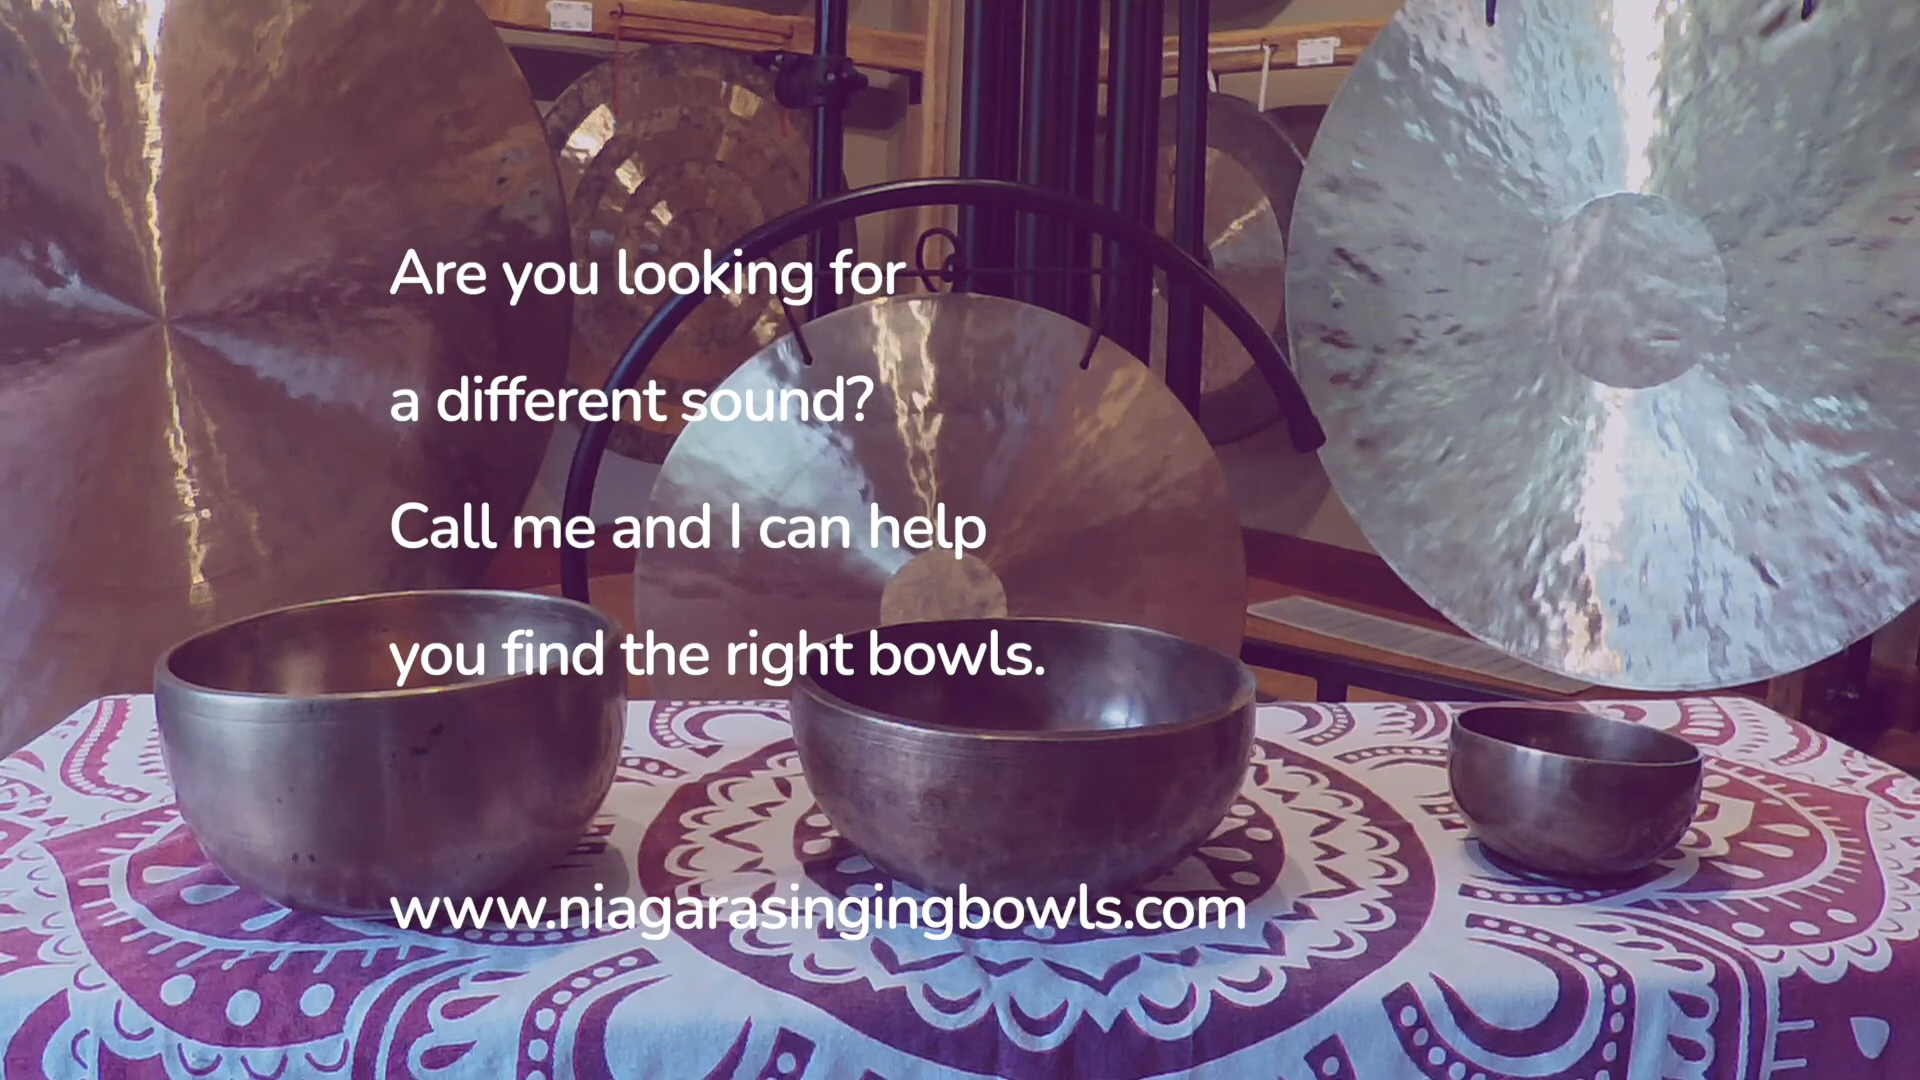 Are you looking for
a different sound?
Call me and I can help
you find the right bowls.
www.niagarasingingbowls.com